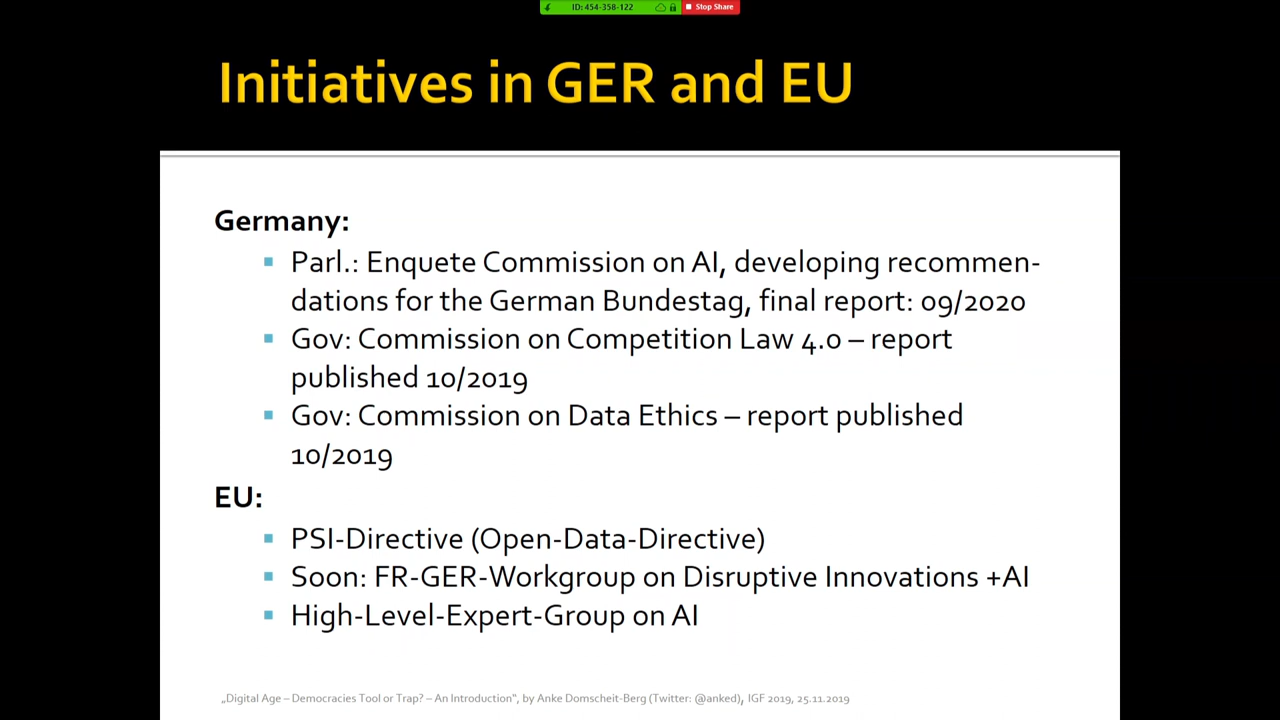 ID: 454-358-122 Stop Share
Initiatives in GER and EU
Germany:
Parl.: Enquete Commission on AI, developing recommen-
dations for the German Bundestag, final report: 09/2020
Gov: Commission on Competition Law 4.0 – report
published 10/2019
Gov: Commission on Data Ethics – report published
10/2019
EU:
PSI-Directive (Open-Data-Directive)
Soon: FR-GER-Workgroup on Disruptive Innovations +AI
High-Level-Expert-Group on AI
„Digital Age – Democracies Tool or Trap? – An Introduction“, by Anke Domscheit-Berg (Twitter: @anked), IGF 2019, 25.11.2019